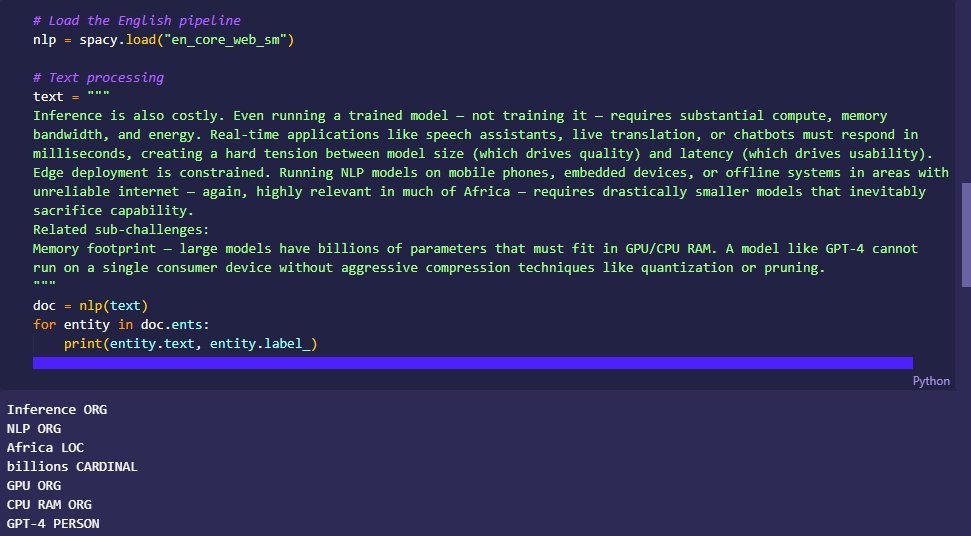 # Load the English pipeline
nlp = spacy.load("en_core_web_sm")
# Text processing
text = """
Inference is also costly. Even running a trained model — not training it — requires substantial compute, memory
bandwidth, and energy. Real-time applications like speech assistants, live translation, or chatbots must respond in
milliseconds, creating a hard tension between model size (which drives quality) and latency (which drives usability).
Edge deployment is constrained. Running NLP models on mobile phones, embedded devices, or offline systems in areas with
unreliable internet — again, highly relevant in much of Africa — requires drastically smaller models that inevitably
sacrifice capability.
Related sub-challenges:
Memory footprint — large models have billions of parameters that must fit in GPU/CPU RAM. A model like GPT-4 cannot
run on a single consumer device without aggressive compression techniques like quantization or pruning.
"""
doc = nlp(text)
for entity in doc.ents:
    print(entity.text, entity.label_)
Python
Inference ORG
NLP ORG
Africa LOC
billions CARDINAL
GPU ORG
CPU RAM ORG
GPT-4 PERSON